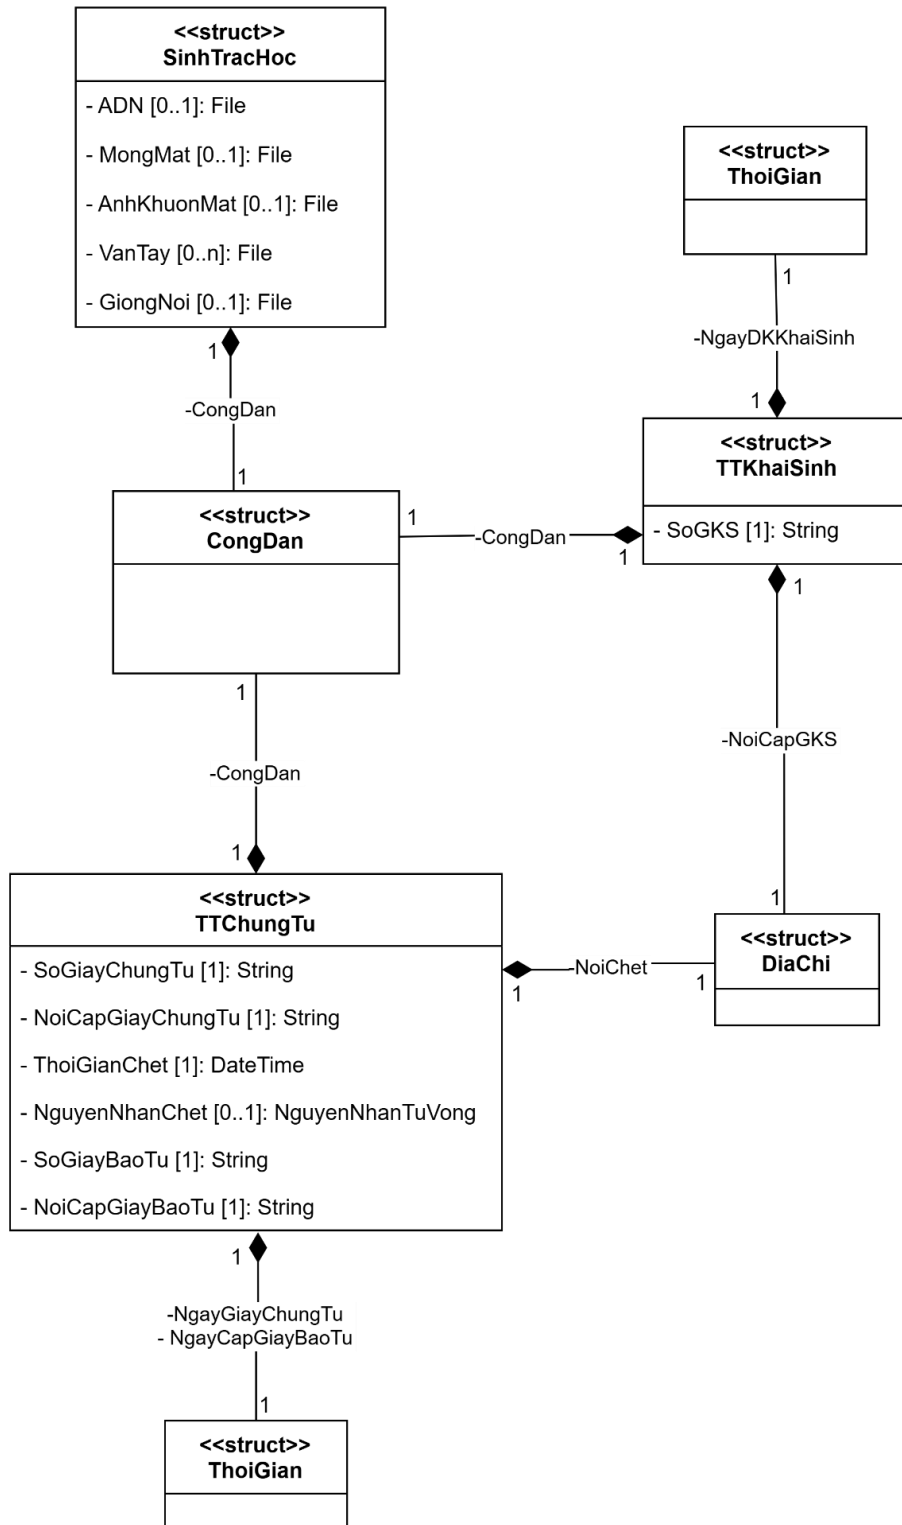 <<struct>>
SinhTracHoc
- ADN [0..1]: File
- MongMat [0..1]: File
- AnhKhuonMat [0..1]: File
- VanTay [0..n]: File
- GiongNoi [0..1]: File
1
-CongDan
1
<<struct>>
ThoiGian
1
-NgayDKKhaiSinh
1
<<struct>>
TTKhaiSinh
- SoGKS [1]: String
<<struct>>
CongDan
1
-CongDan
1
1
-NoiCapGKS
1
1
-CongDan
1
<<struct>>
TTChungTu
- SoGiayChungTu [1]: String
- NoiCapGiayChungTu [1]: String
- ThoiGianChet [1]: DateTime
- NguyenNhanChet [0..1]: NguyenNhanTuVong
- SoGiayBaoTu [1]: String
- NoiCapGiayBaoTu [1]: String
1
-NoiChet
1
<<struct>>
DiaChi
1
-NgayGiayChungTu
- NgayCapGiayBaoTu
1
<<struct>>
ThoiGian